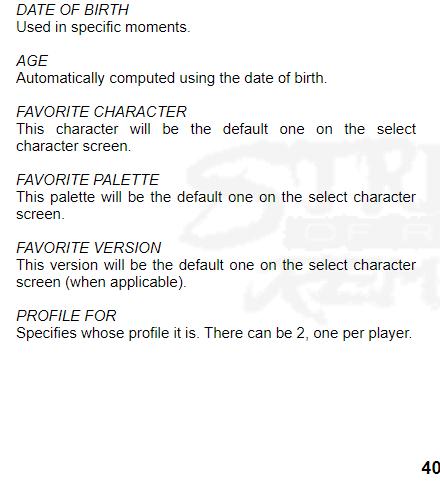 DATE OF BIRTH
Used in specific moments.
AGE
Automatically computed using the date of birth.
FAVORITE CHARACTER
This character will be the default one on the select
character screen.
FAVORITE PALETTE
This palette will be the default one on the select character
screen.
FAVORITE VERSION
This version will be the default one on the select character
screen (when applicable).
PROFILE FOR
Specifies whose profile it is. There can be 2, one per player.
40